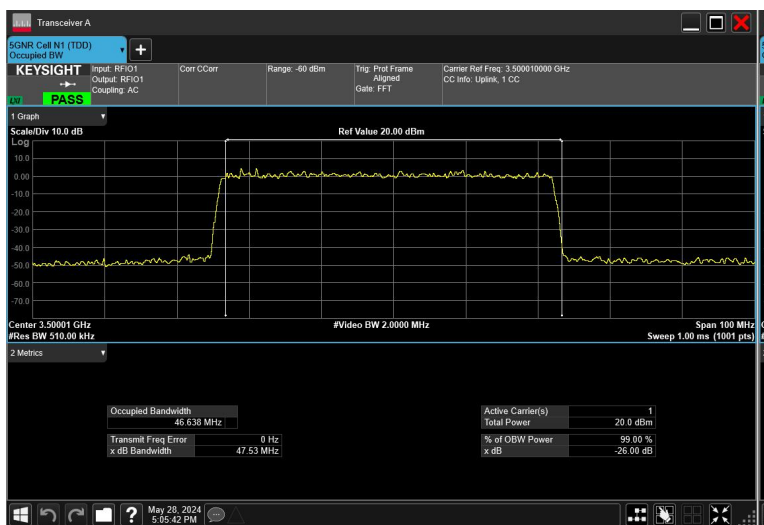 Transceiver A
5GNR Cell N1 (TDD)
Occupied BW
KEYSIGHT
LXI
PASS
Input: RFIO1
Output: RFIO1
Coupling: AC
Corr CCorr
Range: -60 dBm
Trig: Prot Frame
Aligned
Gate: FFT
Carrier Ref Freq: 3.500010000 GHz
CC Info: Uplink, 1 CC
1 Graph
Scale/Div 10.0 dB
Ref Value 20.00 dBm
Log
10.0
0.00
-10.0
-20.0
-30.0
-40.0
-50.0
-60.0
-70.0
Center 3.50001 GHz
#Video BW 2.0000 MHz
Span 100 MHz
#Res BW 510.00 kHz
Sweep 1.00 ms (1001 pts)
2 Metrics
Occupied Bandwidth
46.638 MHz
Transmit Freq Error 0 Hz
x dB Bandwidth 47.53 MHz
Active Carrier(s) 1
Total Power 20.0 dBm
% of OBW Power 99.00 %
x dB -26.00 dB
May 28, 2024
5:05:42 PM